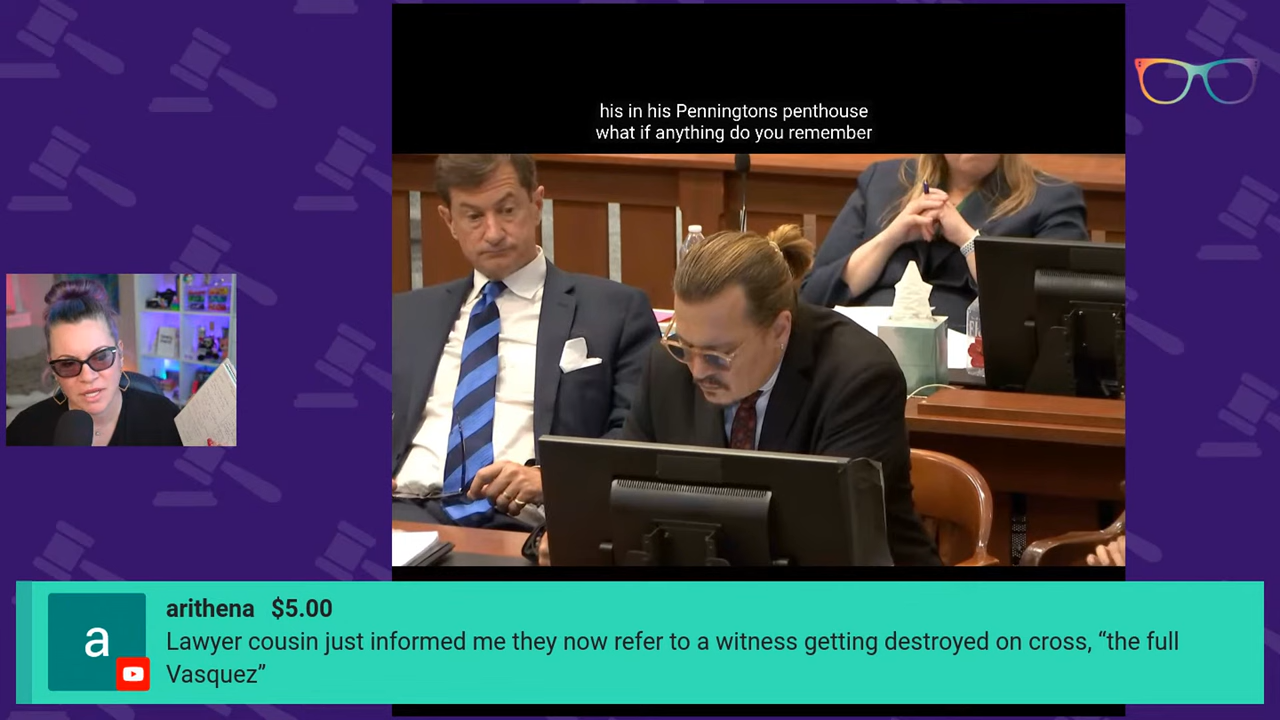 his in his Penningtons penthouse
what if anything do you remember
a
arithena $5.00
Lawyer cousin just informed me they now refer to a witness getting destroyed on cross, “the full
Vasquez”